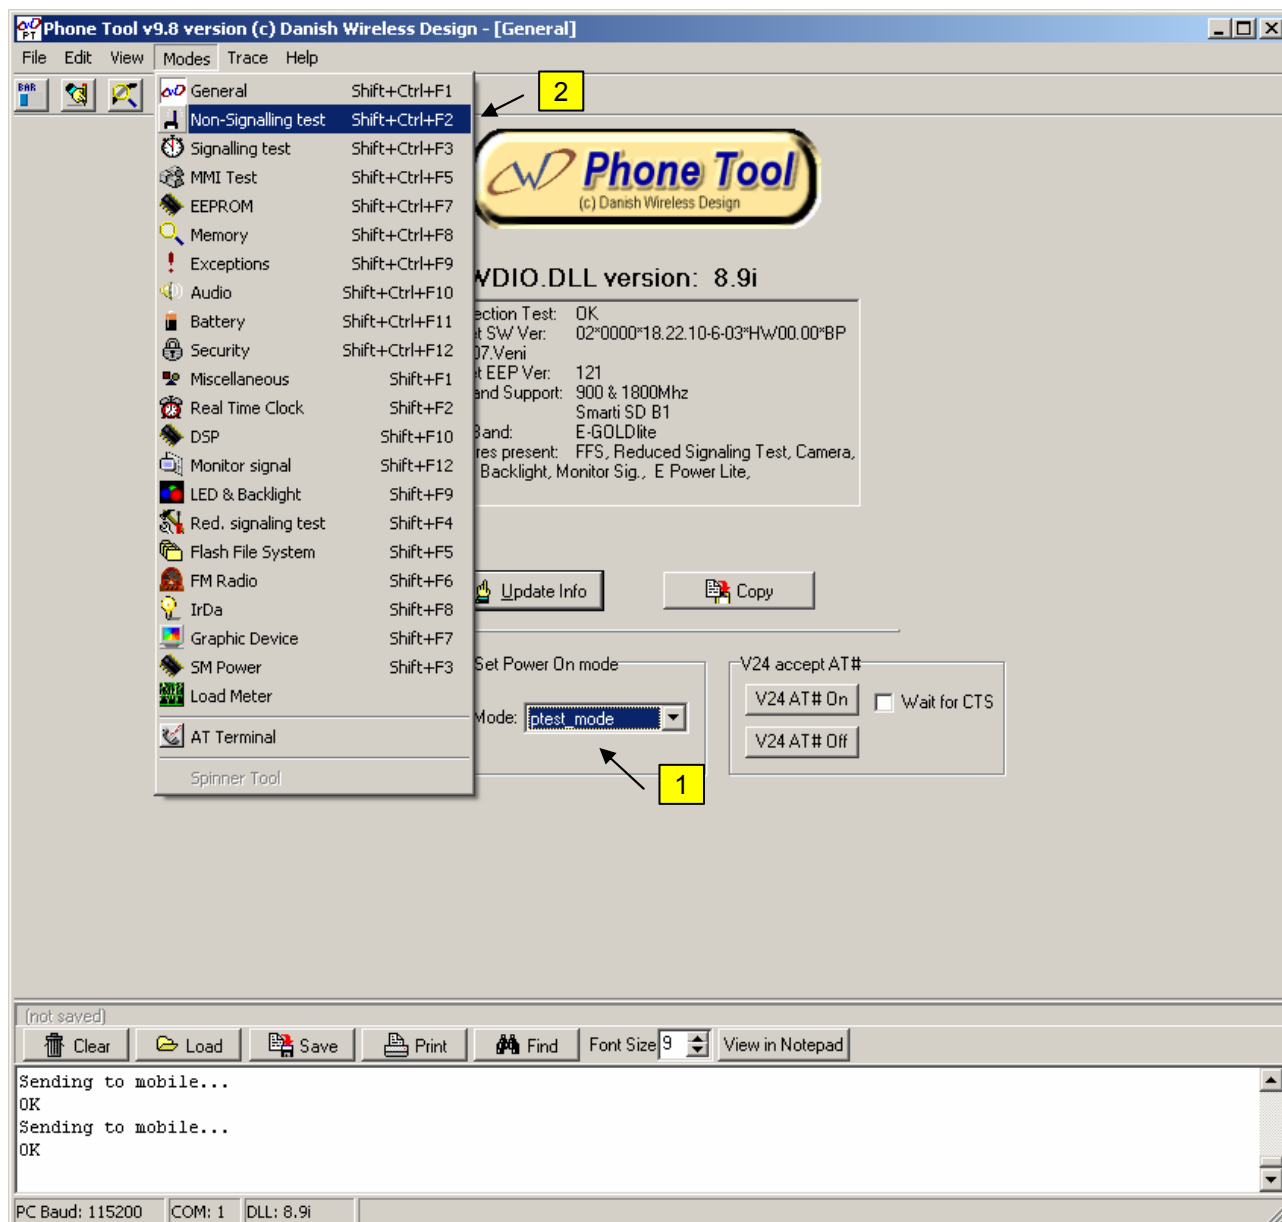 Phone Tool v9.8 version (c) Danish Wireless Design - [General]
File Edit View Modes Trace Help
BAR
General Shift+Ctrl+F1
2
Non-Signalling test Shift+Ctrl+F2
Signalling test Shift+Ctrl+F3
MMI Test Shift+Ctrl+F5
EEPROM Shift+Ctrl+F7
Memory Shift+Ctrl+F8
Exceptions Shift+Ctrl+F9
Audio Shift+Ctrl+F10
Battery Shift+Ctrl+F11
Security Shift+Ctrl+F12
Miscellaneous Shift+F1
Real Time Clock Shift+F2
DSP Shift+F10
Monitor signal Shift+F12
LED & Backlight Shift+F9
Red. signaling test Shift+F4
Flash File System Shift+F5
FM Radio Shift+F6
IrDa Shift+F8
Graphic Device Shift+F7
SM Power Shift+F3
Load Meter
AT Terminal
Spinner Tool
Phone Tool
(c) Danish Wireless Design
WDIO.DLL version: 8.9i
ection Test: OK
et SW Ver: 02*0000*18.22.10-6-03*HW00.00*BP
07.Veni
et EEP Ver: 121
and Support: 900 & 1800Mhz
Smarti SD B1
Band: E-GOLDlite
res present: FFS, Reduced Signaling Test, Camera,
Backlight, Monitor Sig., E Power Lite,
Update Info
Copy
Set Power On mode
Mode: ptest_mode
1
V24 accept AT#
V24 AT# On Wait for CTS
V24 AT# Off
(not saved)
Clear Load Save Print Find Font Size 9 View in Notepad
Sending to mobile...
OK
Sending to mobile...
OK
PC Baud: 115200 COM: 1 DLL: 8.9i